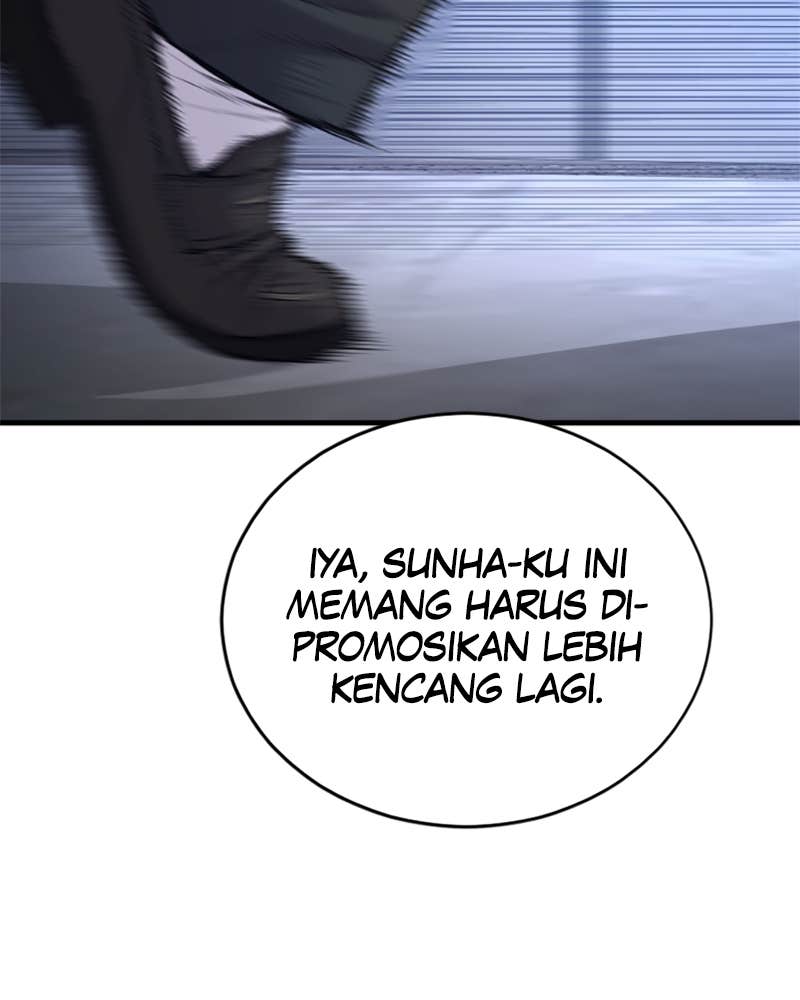 IYA, SUNHA-KU INI
MEMANG HARUS DI-
PROMOSIKAN LEBIH
KENCANG LAGI.